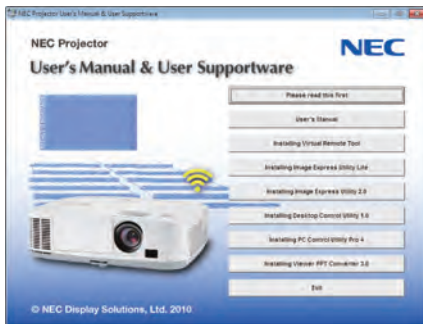 NEC Projector User's Manual & User Supportware
NEC Projector
NEC
User's Manual & User Supportware
Please read this first
User's Manual
Installing Virtual Remote Tool
Installing Image Express Utility Lite
Installing Image Express Utility 2.0
Installing Desktop Control Utility 1.0
Installing PC Control Utility Pro 4
Installing Viewer PPT Converter 3.0
Exit
© NEC Display Solutions, Ltd. 2010